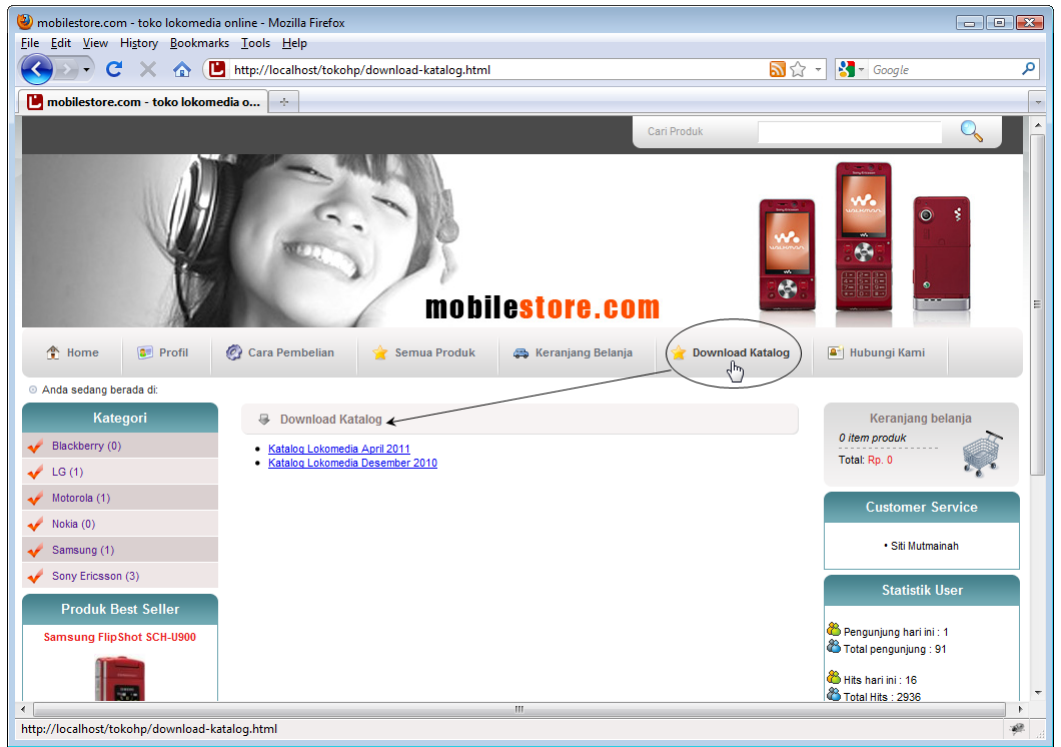 mobilestore.com - toko lokomedia online - Mozilla Firefox
File Edit View History Bookmarks Tools Help
http://localhost/tokohp/download-katalog.html
Google
mobilestore.com - toko lokomedia o...
Cari Produk
WALKMAN
WALKMAN
mobilestore.com
Home Profil Cara Pembelian Semua Produk Keranjang Belanja Download Katalog Hubungi Kami
Anda sedang berada di:
Kategori
Blackberry (0)
LG (1)
Motorola (1)
Nokia (0)
Samsung (1)
Sony Ericsson (3)
Produk Best Seller
Samsung FlipShot SCH-U900
Download Katalog
Katalog Lokomedia April 2011
Katalog Lokomedia Desember 2010
Keranjang belanja
0 item produk
Total: Rp. 0
Customer Service
• Siti Mutmainah
Statistik User
Pengunjung hari ini : 1
Total pengunjung : 91
Hits hari ini : 16
Total Hits : 2936
http://localhost/tokohp/download-katalog.html